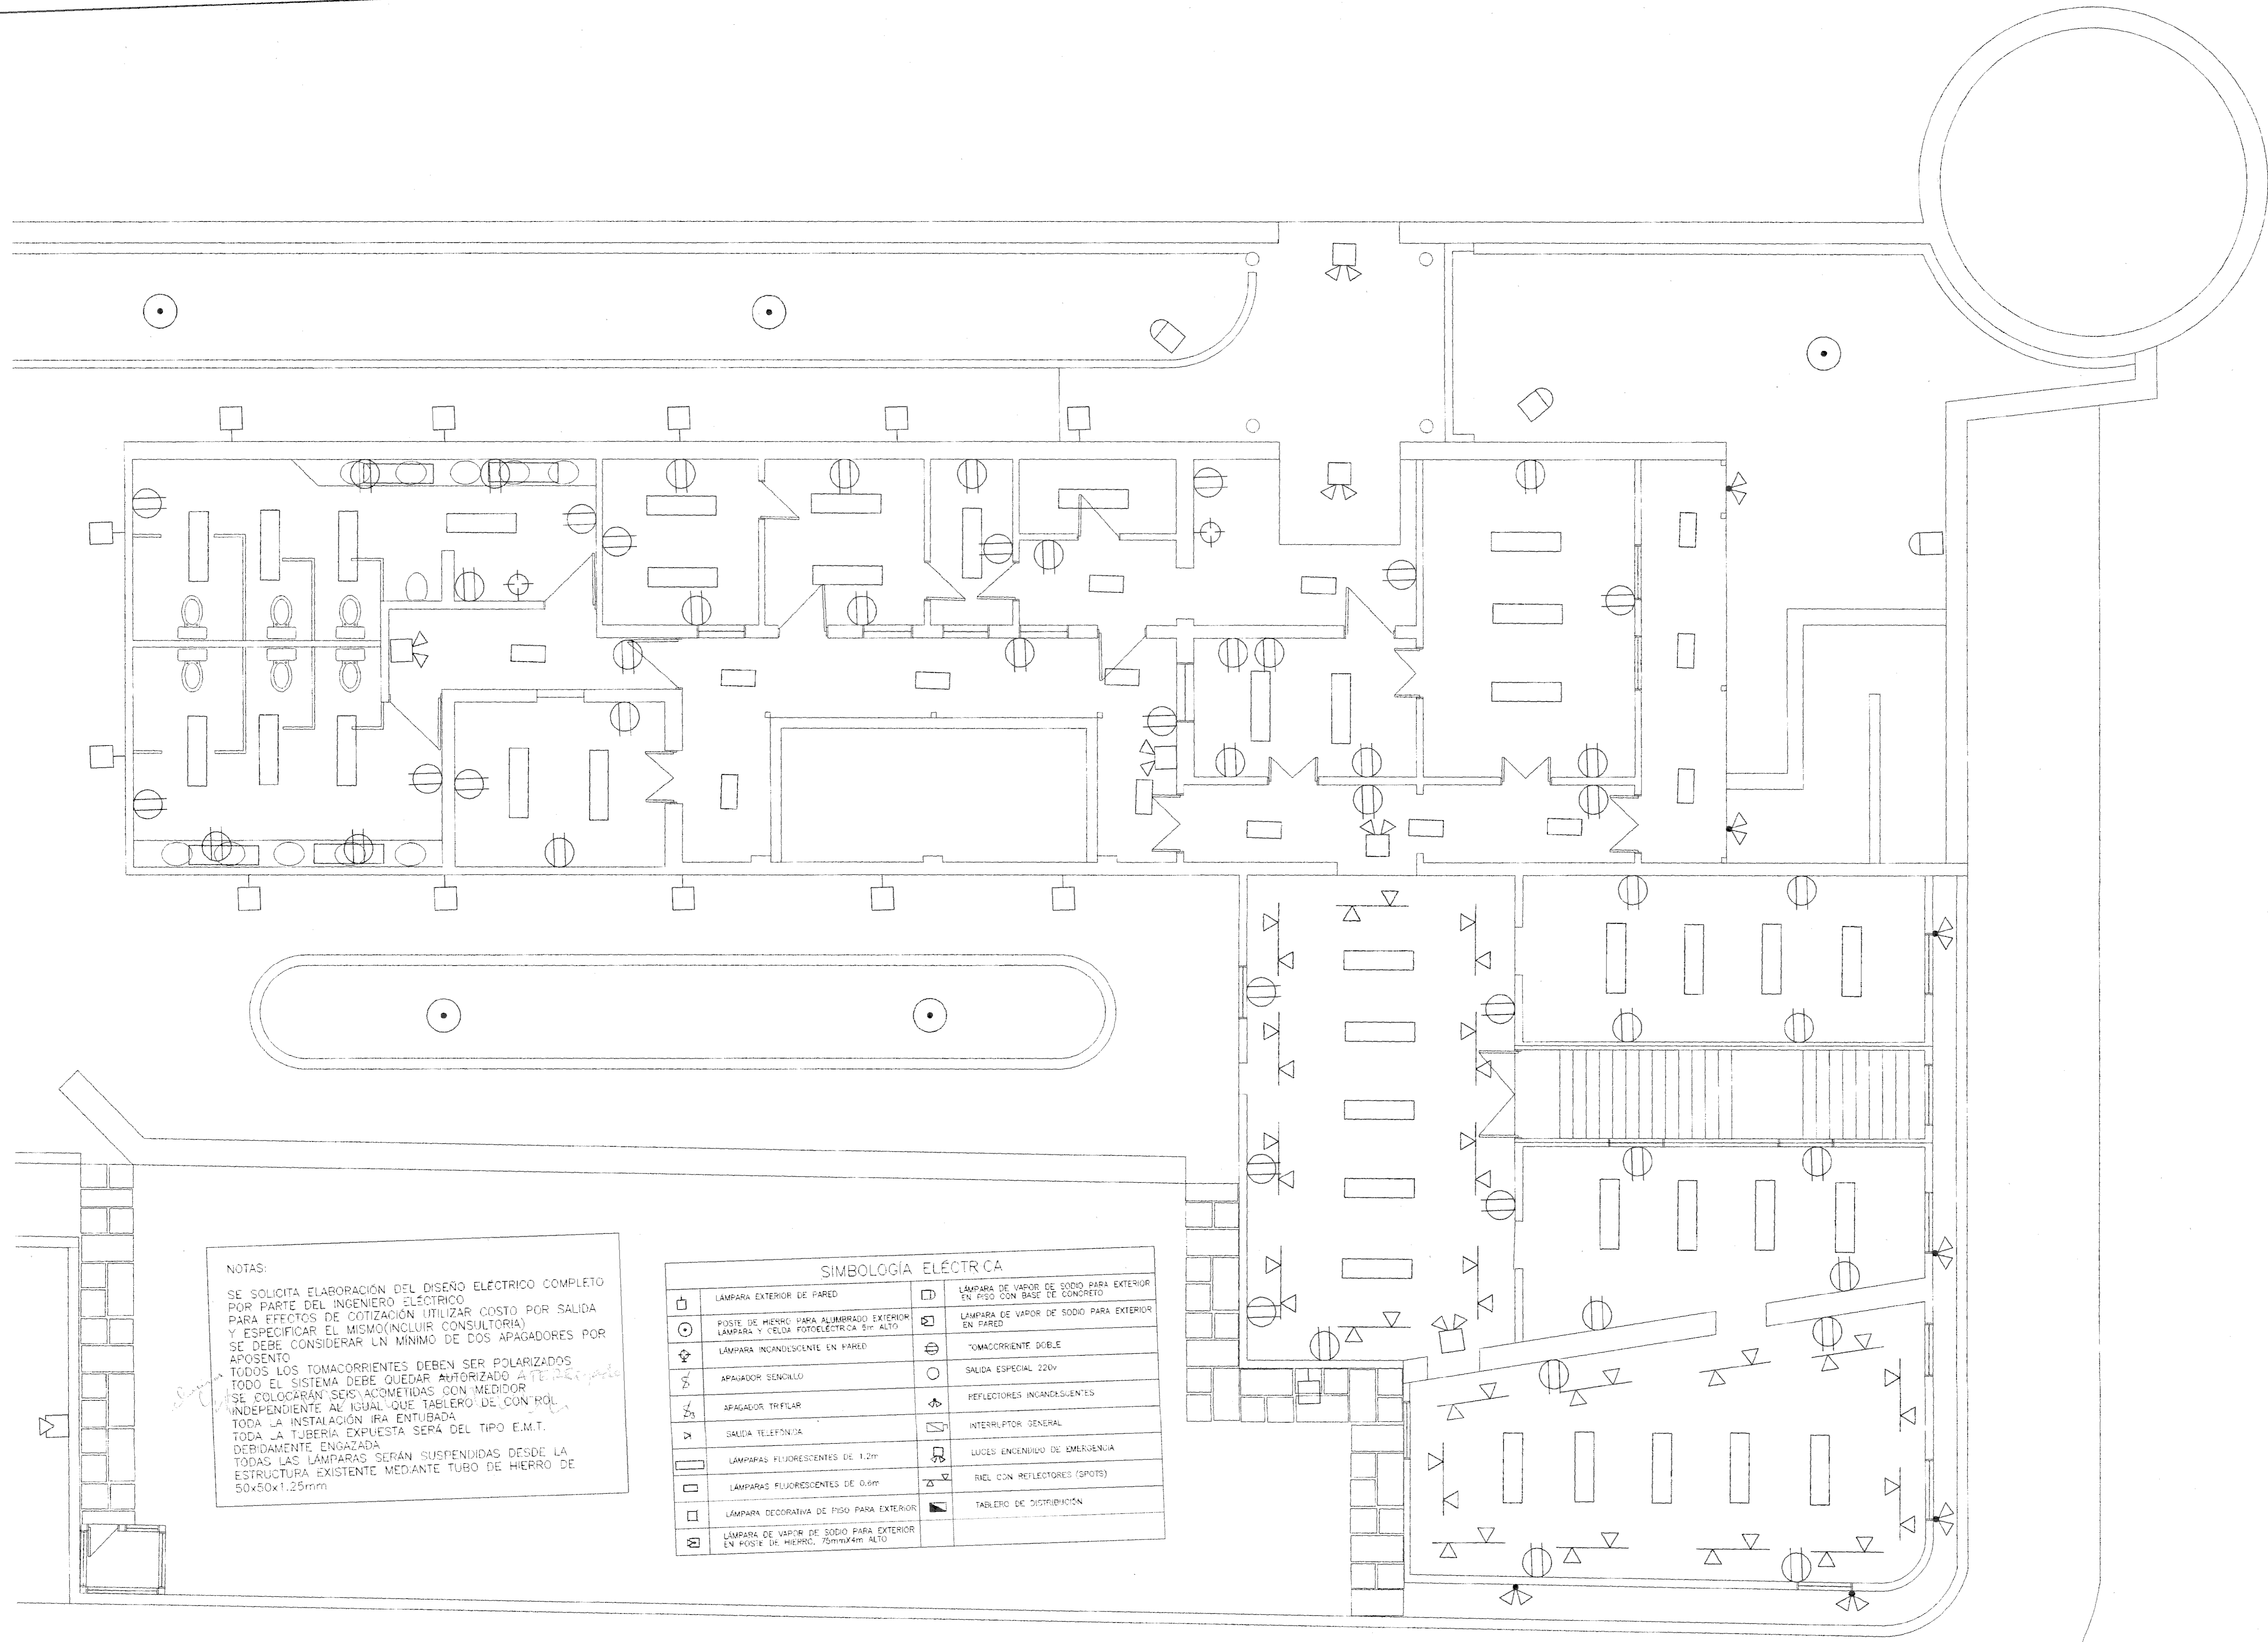 NOTAS:
SE SOLICITA ELABORACIÓN DEL DISEÑO ELÉCTRICO COMPLETO
POR PARTE DEL INGENIERO ELÉCTRICO
PARA EFECTOS DE COTIZACIÓN UTILIZAR COSTO POR SALIDA
Y ESPECIFICAR EL MISMO(INCLUIR CONSULTORIA)
SE DEBE CONSIDERAR UN MÍNIMO DE DOS APAGADORES POR
APOSENTO
TODOS LOS TOMACORRIENTES DEBEN SER POLARIZADOS
TODO EL SISTEMA DEBE QUEDAR AUTORIZADO
SE COLOCARÁN SEIS ACOMETIDAS CON MEDIDOR
INDEPENDIENTE AL IGUAL QUE TABLERO DE CONTROL
TODA LA INSTALACIÓN IRA ENTUBADA
TODA LA TUBERÍA EXPUESTA SERÁ DEL TIPO E.M.T.
DEBIDAMENTE ENGAZADA
TODAS LAS LÁMPARAS SERÁN SUSPENDIDAS DESDE LA
ESTRUCTURA EXISTENTE MEDIANTE TUBO DE HIERRO DE
50x50x1.25mm
SIMBOLOGÍA ELÉCTRICA
LÁMPARA EXTERIOR DE PARED
POSTE DE HIERRO PARA ALUMBRADO EXTERIOR
LÁMPARA Y CELDA FOTOELÉCTRICA 5m ALTO
LÁMPARA INCANDESCENTE EN PARED
APAGADOR SENCILLO
APAGADOR TRIFILAR
SALIDA TELEFÓNICA
LÁMPARAS FLUORESCENTES DE 1.2m
LÁMPARAS FLUORESCENTES DE 0.6m
LÁMPARA DECORATIVA DE PISO PARA EXTERIOR
LÁMPARA DE VAPOR DE SODIO PARA EXTERIOR
EN POSTE DE HIERRO, 75mmX4m ALTO
LÁMPARA DE VAPOR DE SODIO PARA EXTERIOR
EN PISO CON BASE DE CONCRETO
LÁMPARA DE VAPOR DE SODIO PARA EXTERIOR
EN PARED
TOMACORRIENTE DOBLE
SALIDA ESPECIAL 220v
REFLECTORES INCANDESCENTES
INTERRUPTOR GENERAL
LUCES ENCENDIDO DE EMERGENCIA
RIEL CON REFLECTORES (SPOTS)
TABLERO DE DISTRIBUCIÓN